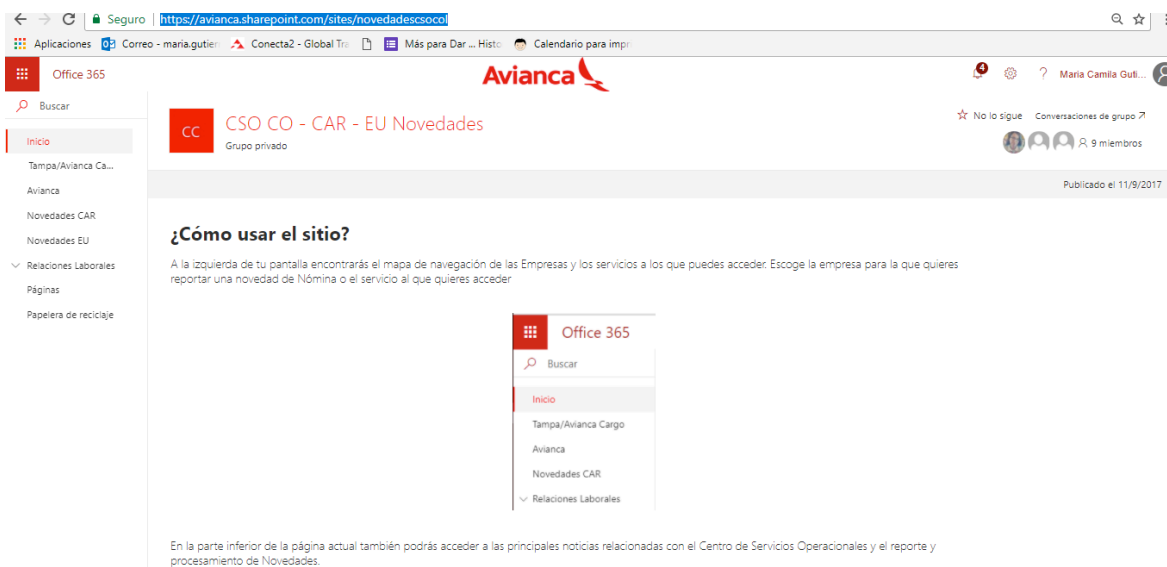 Seguro
https://avianca.sharepoint.com/sites/novedadescsocol
Aplicaciones
Correo - maria.gutier
Conecta2 - Global Tra
Más para Dar ... Histo
Calendario para impri
Office 365
Avianca
4
?
Maria Camila Guti...
Buscar
Inicio
Tampa/Avianca Ca...
Avianca
Novedades CAR
Novedades EU
Relaciones Laborales
Páginas
Papelera de reciclaje
CC
CSO CO - CAR - EU Novedades
Grupo privado
No lo sigue
Conversaciones de grupo
9 miembros
Publicado el 11/9/2017
¿Cómo usar el sitio?
A la izquierda de tu pantalla encontrarás el mapa de navegación de las Empresas y los servicios a los que puedes acceder. Escoge la empresa para la que quieres
reportar una novedad de Nómina o el servicio al que quieres acceder
Office 365
Buscar
Inicio
Tampa/Avianca Cargo
Avianca
Novedades CAR
Relaciones Laborales
En la parte inferior de la página actual también podrás acceder a las principales noticias relacionadas con el Centro de Servicios Operacionales y el reporte y
procesamiento de Novedades.